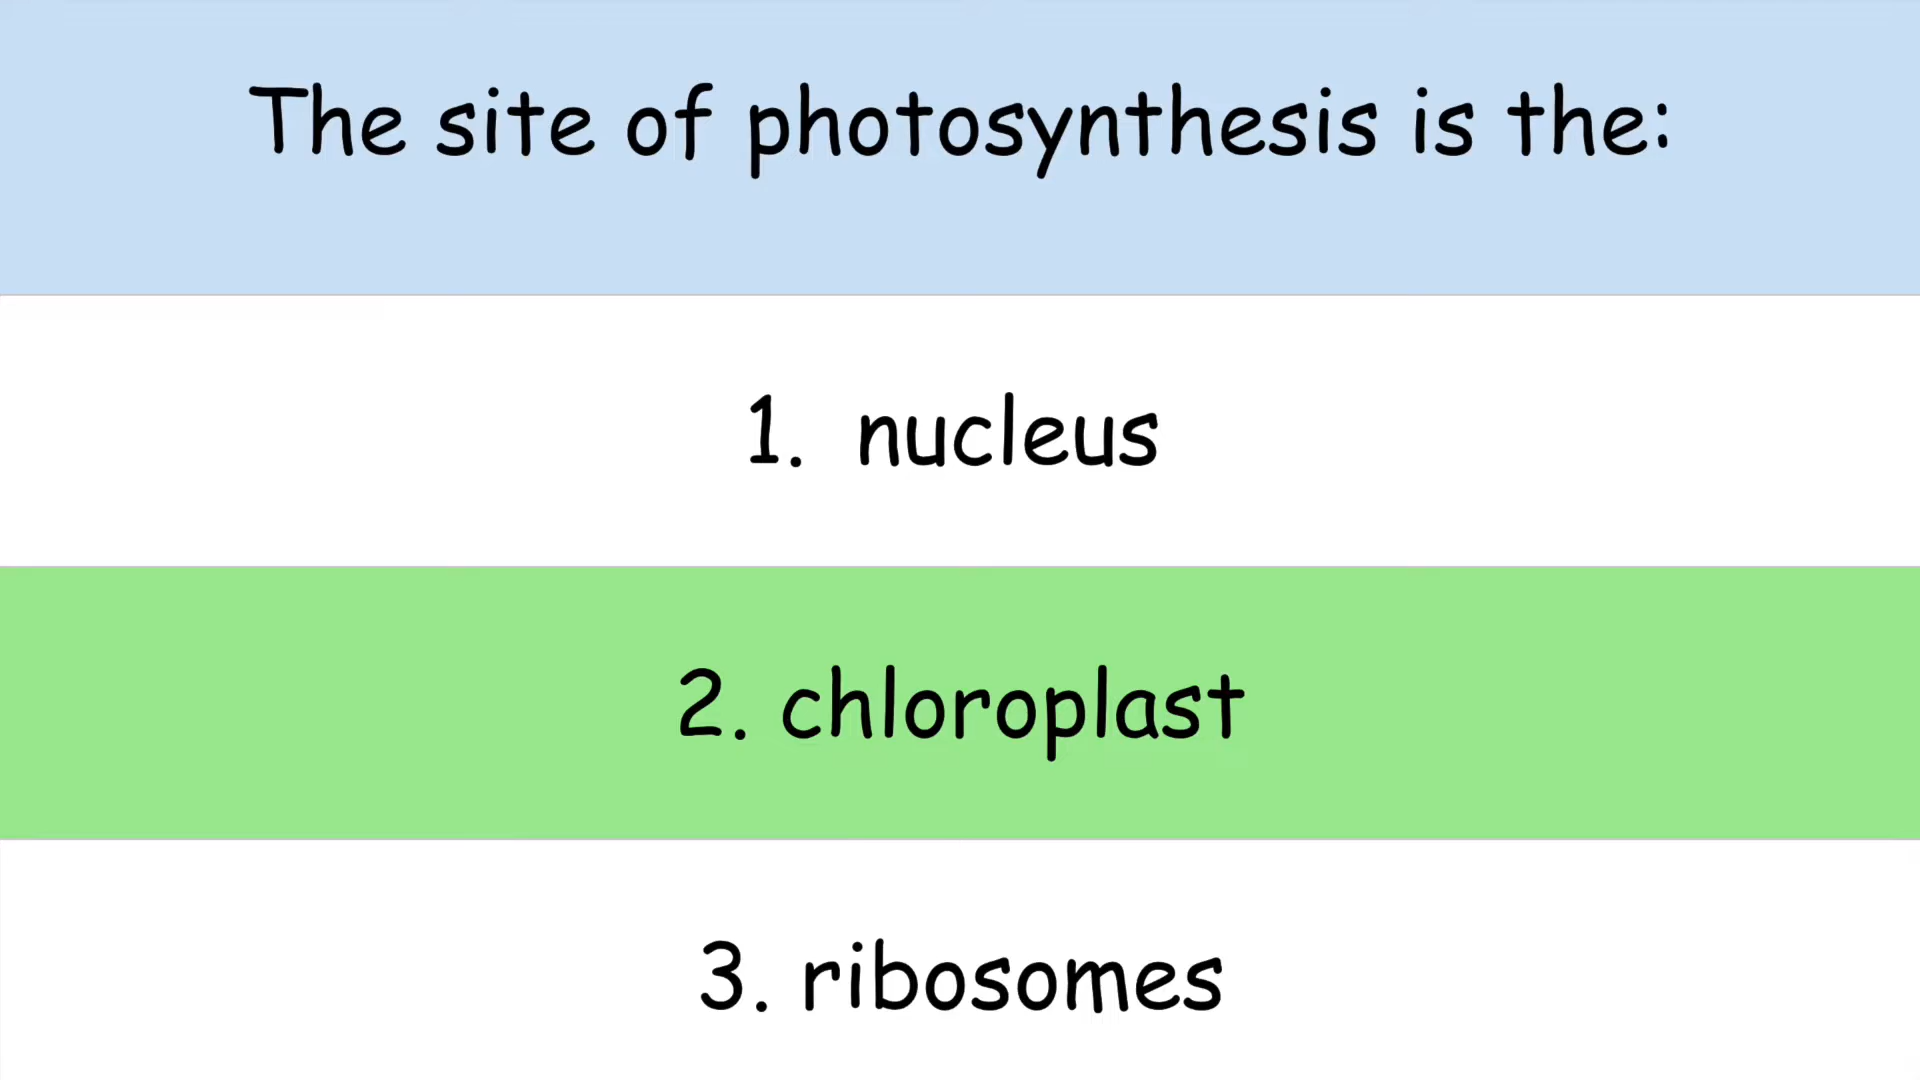 The site of photosynthesis is the:
1. nucleus
2. chloroplast
3. ribosomes